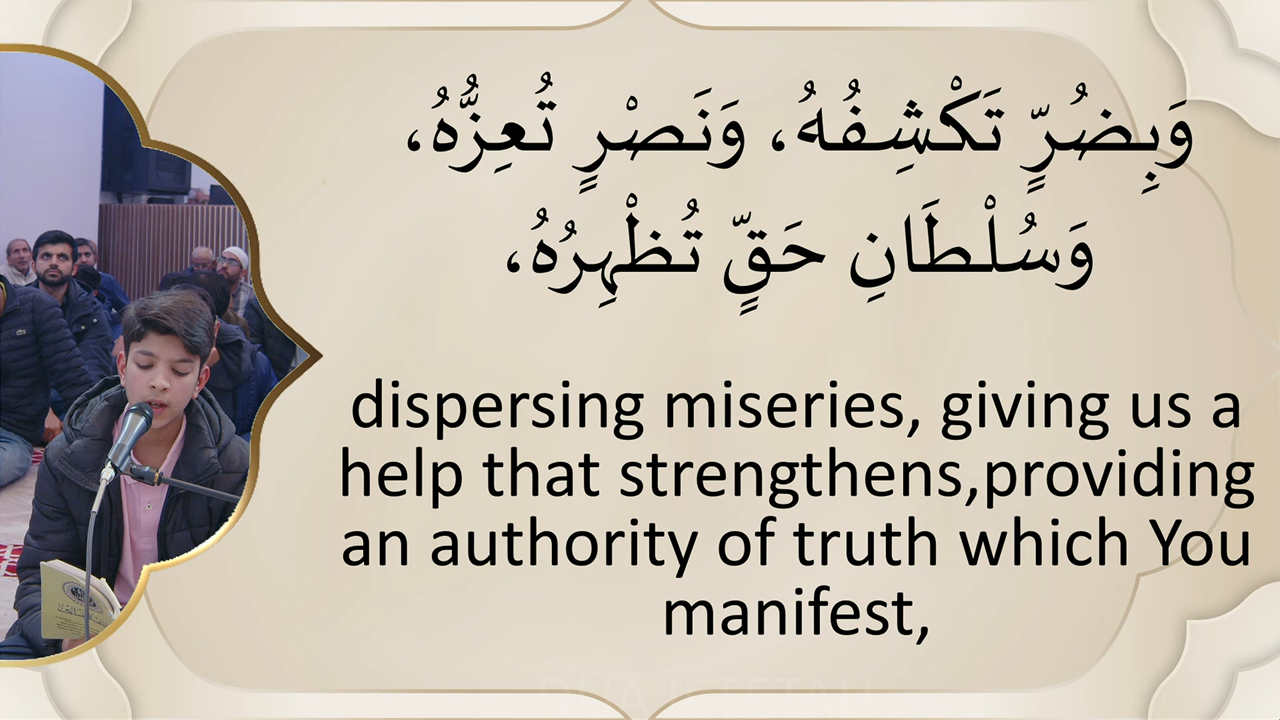 وَبِضُرٍّ تَكْشِفُهُ، وَنَصْرٍ تُعِزُّهُ،
وَسُلْطَانِ حَقٍّ تُظْهِرُهُ،
dispersing miseries, giving us a
help that strengthens,providing
an authority of truth which You
manifest,